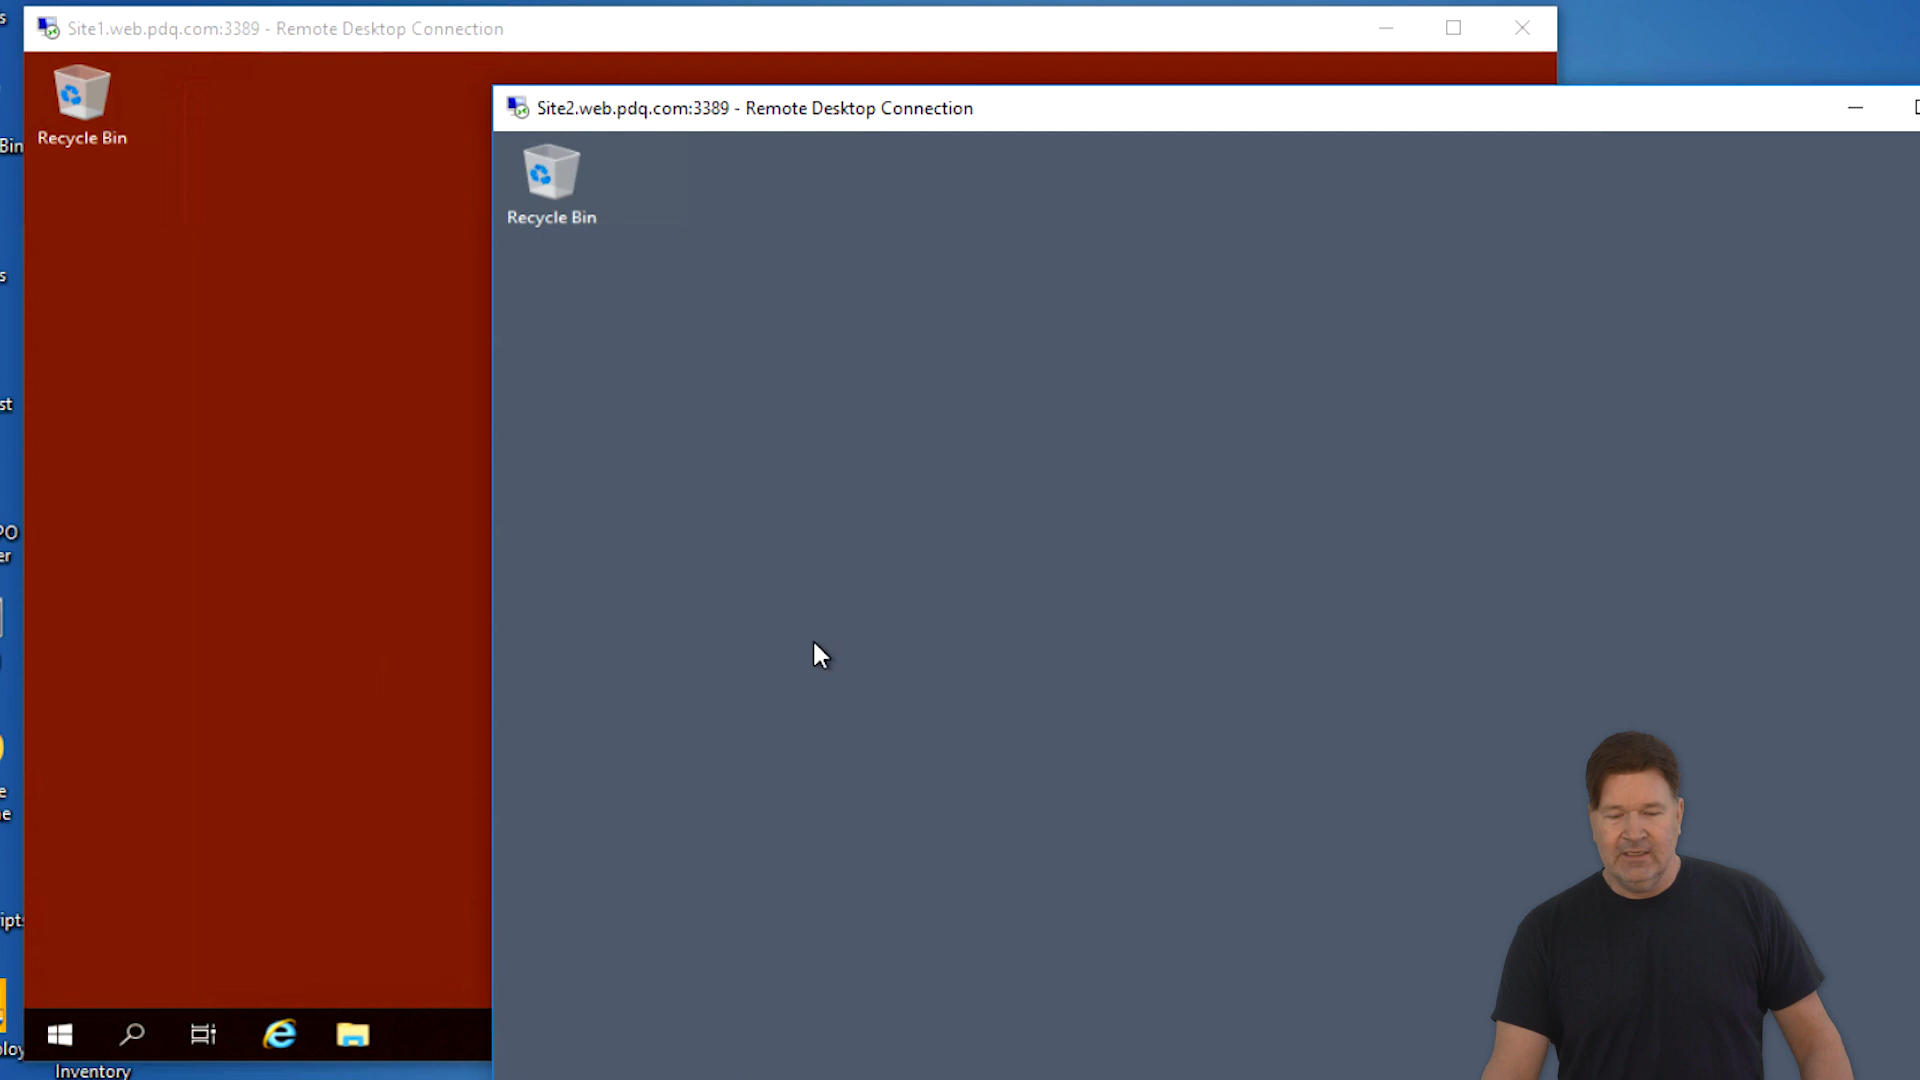 Site1.web.pdq.com:3389 - Remote Desktop Connection
Recycle Bin
Site2.web.pdq.com:3389 - Remote Desktop Connection
Recycle Bin
Bin
Inventory